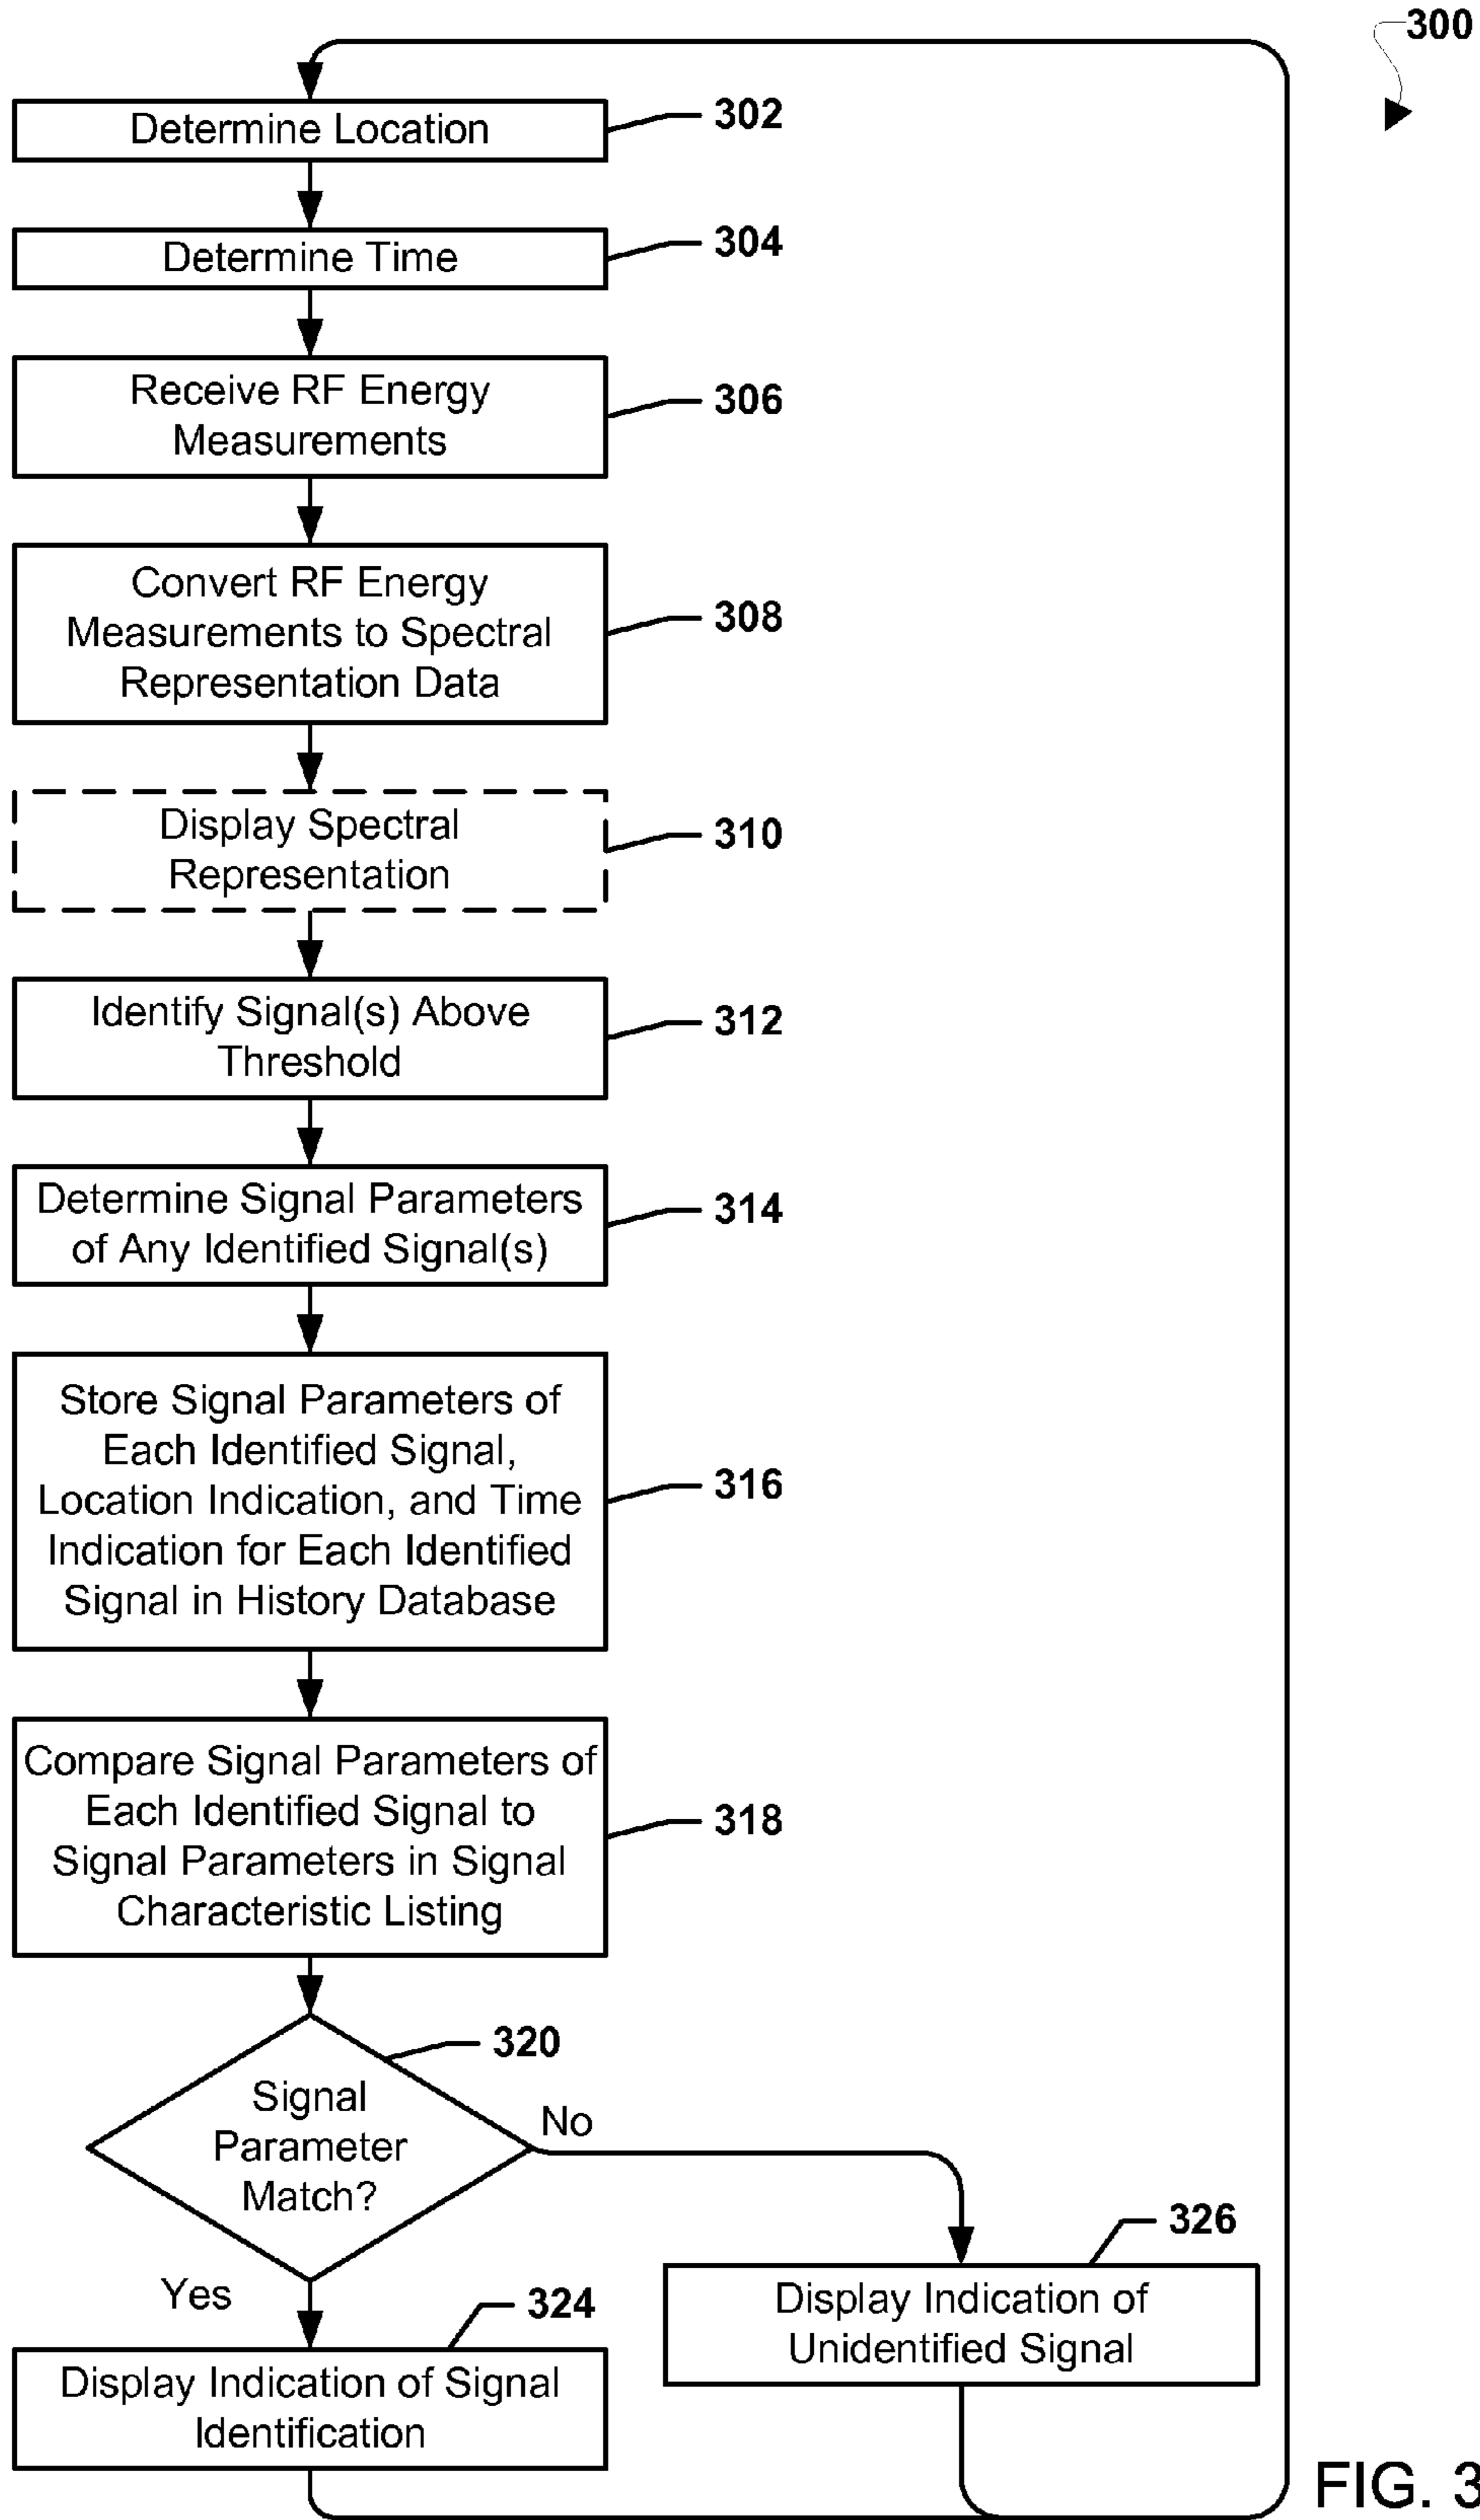 300
Determine Location
302
Determine Time
304
Receive RF Energy
Measurements
306
Convert RF Energy
Measurements to Spectral
Representation Data
308
Display Spectral
Representation
310
Identify Signal(s) Above
Threshold
312
Determine Signal Parameters
of Any Identified Signal(s)
314
Store Signal Parameters of
Each Identified Signal,
Location Indication, and Time
Indication for Each Identified
Signal in History Database
316
Compare Signal Parameters of
Each Identified Signal to
Signal Parameters in Signal
Characteristic Listing
318
320
Signal
Parameter
Match?
No
Yes
326
Display Indication of
Unidentified Signal
324
Display Indication of Signal
Identification
FIG. 3